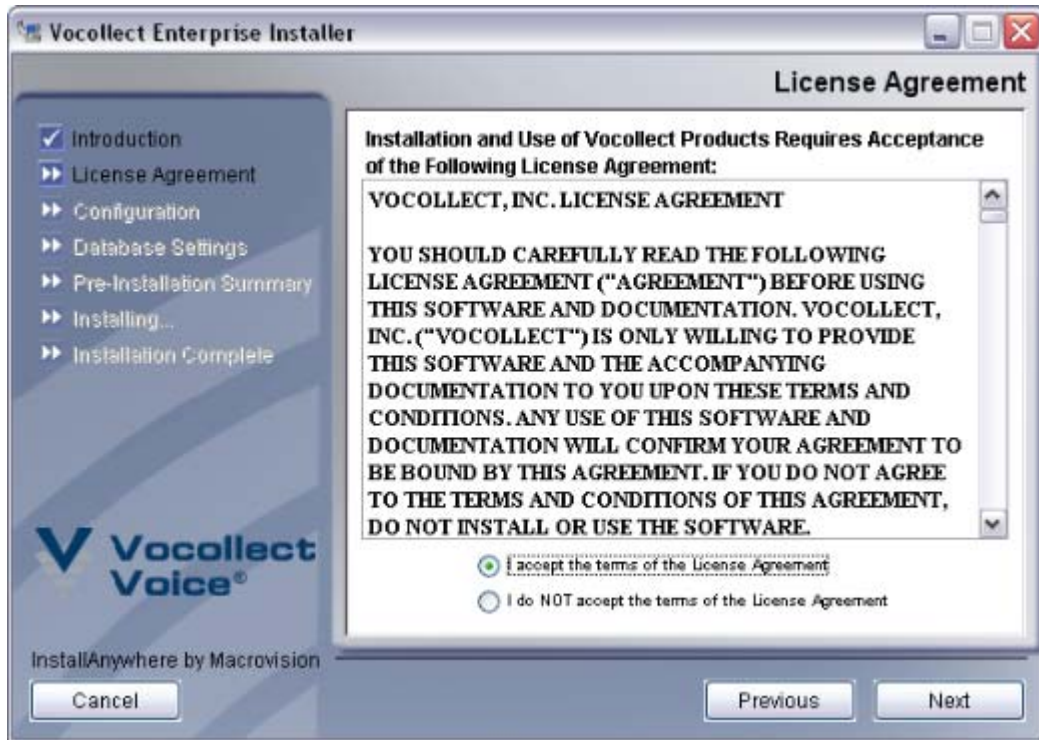 Vocollect Enterprise Installer
License Agreement
Introduction
License Agreement
Configuration
Database Settings
Pre-Installation Summary
Installing...
Installation Complete
Installation and Use of Vocollect Products Requires Acceptance
of the Following License Agreement:
VOCOLLECT, INC. LICENSE AGREEMENT
YOU SHOULD CAREFULLY READ THE FOLLOWING
LICENSE AGREEMENT ("AGREEMENT") BEFORE USING
THIS SOFTWARE AND DOCUMENTATION. VOCOLLECT,
INC. ("VOCOLLECT") IS ONLY WILLING TO PROVIDE
THIS SOFTWARE AND THE ACCOMPANYING
DOCUMENTATION TO YOU UPON THESE TERMS AND
CONDITIONS. ANY USE OF THIS SOFTWARE AND
DOCUMENTATION WILL CONFIRM YOUR AGREEMENT TO
BE BOUND BY THIS AGREEMENT. IF YOU DO NOT AGREE
TO THE TERMS AND CONDITIONS OF THIS AGREEMENT,
DO NOT INSTALL OR USE THE SOFTWARE.
I accept the terms of the License Agreement
I do NOT accept the terms of the License Agreement
Vocollect
Voice®
InstallAnywhere by Macrovision
Cancel
Previous
Next